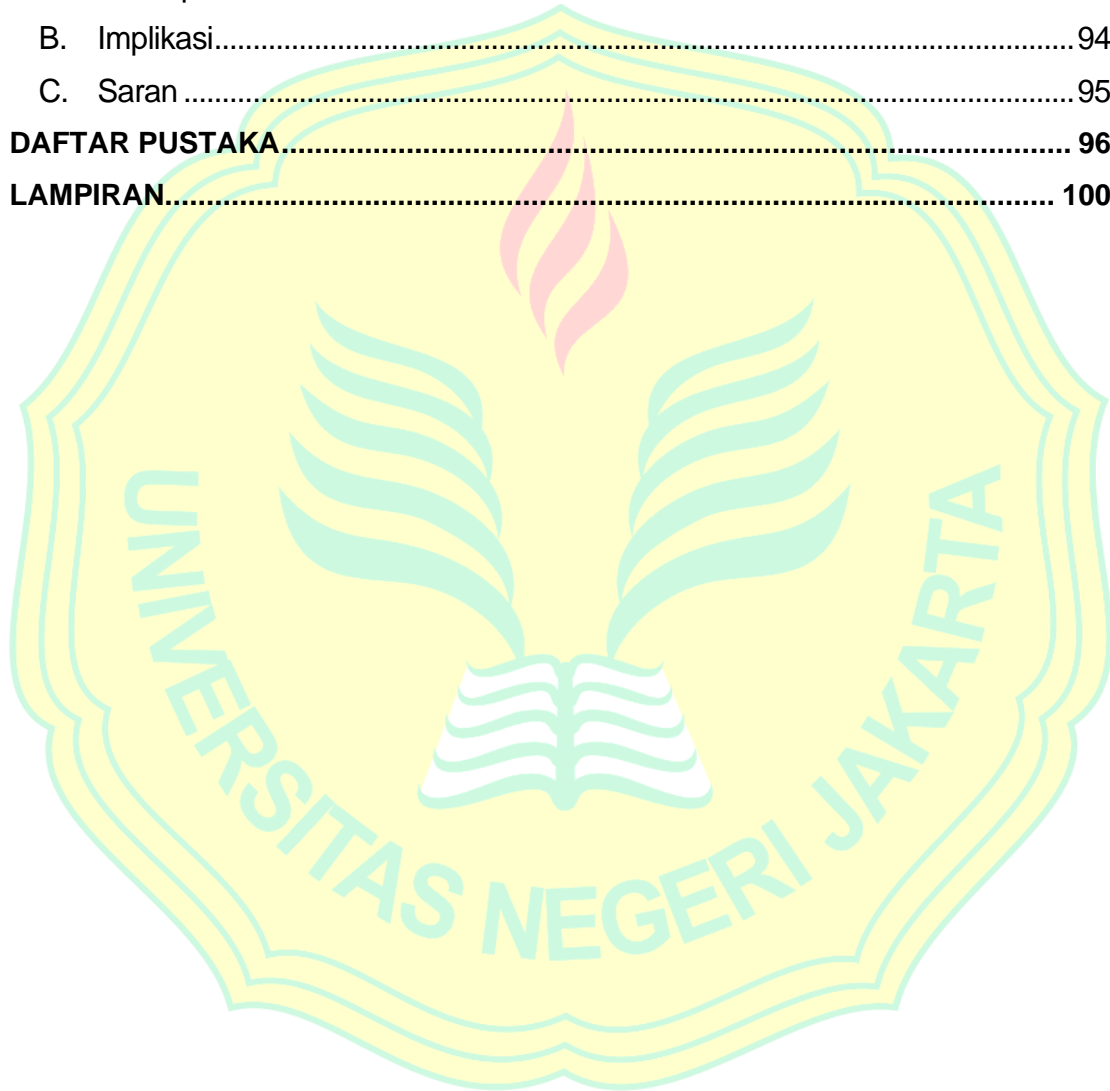 B. Implikasi........................................................................................................94
C. Saran ...........................................................................................................95
DAFTAR PUSTAKA................................................................................................ 96
LAMPIRAN............................................................................................................ 100
UNIVERSITAS NEGERI JAKARTA